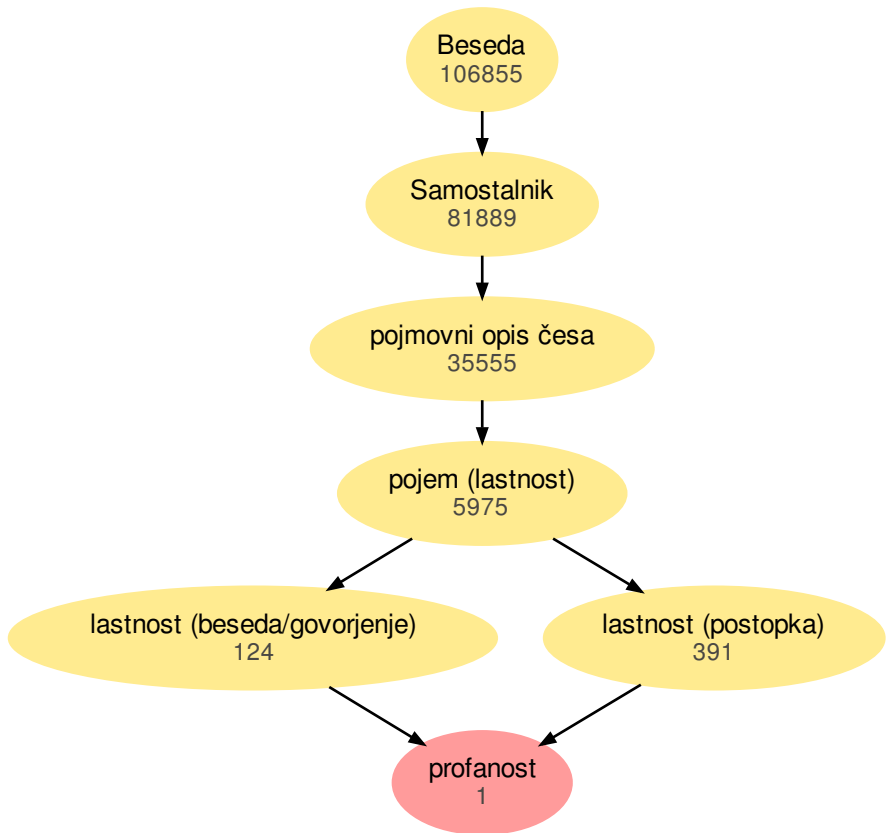 Beseda
106855
Samostalnik
81889
pojmovni opis česa
35555
pojem (lastnost)
5975
lastnost (beseda/govorjenje)
124
lastnost (postopka)
391
profanost
1